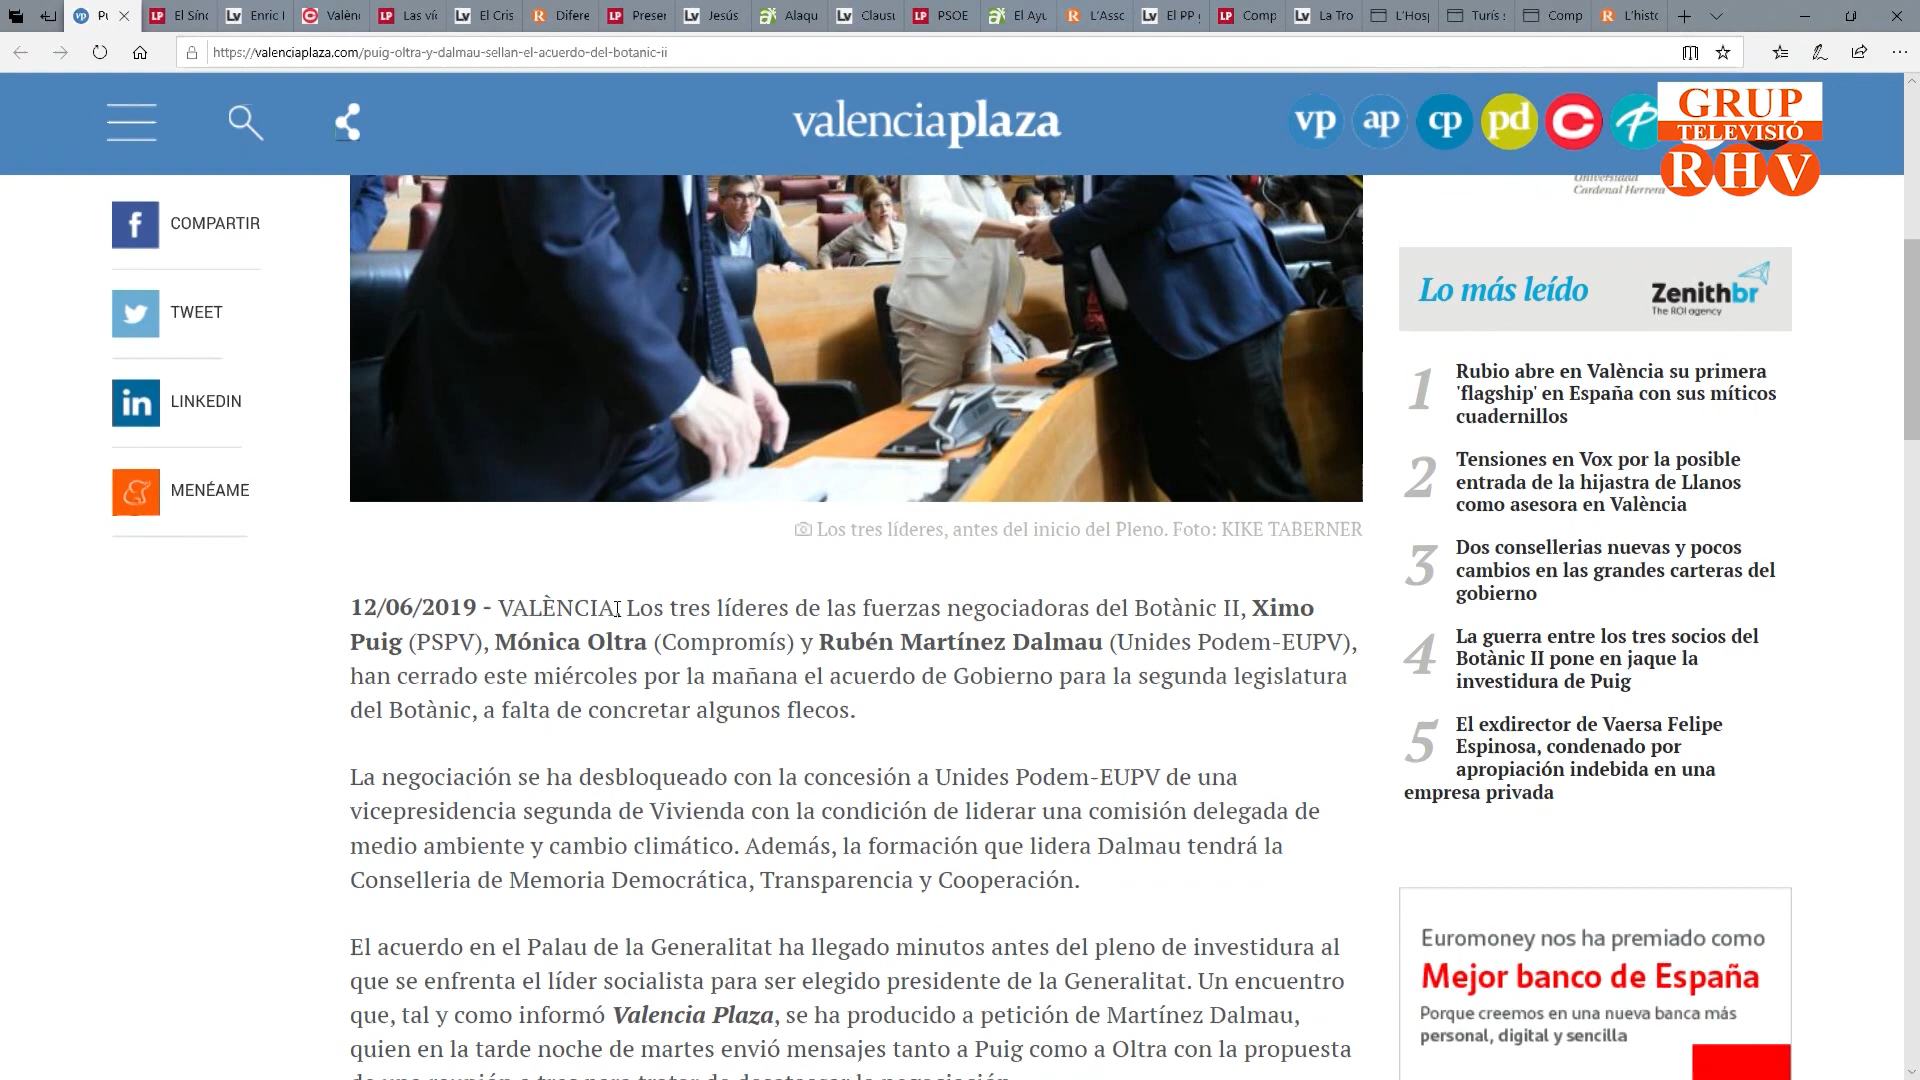 Pu
El Sínd
Enric I
Valènc
Las ví
El Cris
Difere
Preser
Jesús
Alaqu
Clausu
PSOE
El Ayu
L'Asso
El PP
Comp
La Tro
L'Hosp
Turís
Comp
L'histo
https://valenciaplaza.com/puig-oltra-y-dalmau-sellan-el-acuerdo-del-botanic-ii
valenciaplaza
vp ap cp pd C
GRUP
TELEVISIÓ
RHV
Universidad
Cardenal Herrera
COMPARTIR
TWEET
LINKEDIN
MENÉAME
Los tres líderes, antes del inicio del Pleno. Foto: KIKE TABERNER
12/06/2019 - VALÈNCIA. Los tres líderes de las fuerzas negociadoras del Botànic II, Ximo
Puig (PSPV), Mónica Oltra (Compromís) y Rubén Martínez Dalmau (Unides Podem-EUPV),
han cerrado este miércoles por la mañana el acuerdo de Gobierno para la segunda legislatura
del Botànic, a falta de concretar algunos flecos.
La negociación se ha desbloqueado con la concesión a Unides Podem-EUPV de una
vicepresidencia segunda de Vivienda con la condición de liderar una comisión delegada de
medio ambiente y cambio climático. Además, la formación que lidera Dalmau tendrá la
Conselleria de Memoria Democrática, Transparencia y Cooperación.
El acuerdo en el Palau de la Generalitat ha llegado minutos antes del pleno de investidura al
que se enfrenta el líder socialista para ser elegido presidente de la Generalitat. Un encuentro
que, tal y como informó Valencia Plaza, se ha producido a petición de Martínez Dalmau,
quien en la tarde noche de martes envió mensajes tanto a Puig como a Oltra con la propuesta
Lo más leído
Zenithbr
The ROI agency
1 Rubio abre en València su primera
'flagship' en España con sus míticos
cuadernillos
2 Tensiones en Vox por la posible
entrada de la hijastra de Llanos
como asesora en València
3 Dos consellerias nuevas y pocos
cambios en las grandes carteras del
gobierno
4 La guerra entre los tres socios del
Botànic II pone en jaque la
investidura de Puig
5 El exdirector de Vaersa Felipe
Espinosa, condenado por
apropiación indebida en una
empresa privada
Euromoney nos ha premiado como
Mejor banco de España
Porque creemos en una nueva banca más
personal, digital y sencilla